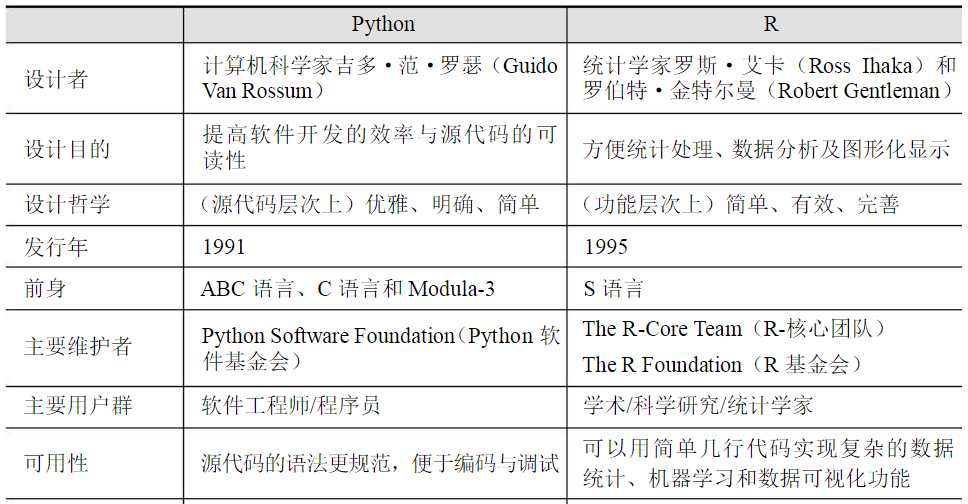 Python R
设计者 计算机科学家吉多·范·罗瑟（Guido 统计学家罗斯·艾卡（Ross Ihaka）和
Van Rossum） 罗伯特·金特尔曼（Robert Gentleman）
设计目的 提高软件开发的效率与源代码的可 方便统计处理、数据分析及图形化显示
读性
设计哲学 （源代码层次上）优雅、明确、简单 （功能层次上）简单、有效、完善
发行年 1991 1995
前身 ABC 语言、C 语言和 Modula-3 S 语言
主要维护者 Python Software Foundation（Python 软 The R-Core Team（R-核心团队）
件基金会） The R Foundation（R 基金会）
主要用户群 软件工程师/程序员 学术/科学研究/统计学家
可用性 源代码的语法更规范，便于编码与调试 可以用简单几行代码实现复杂的数据
统计、机器学习和数据可视化功能